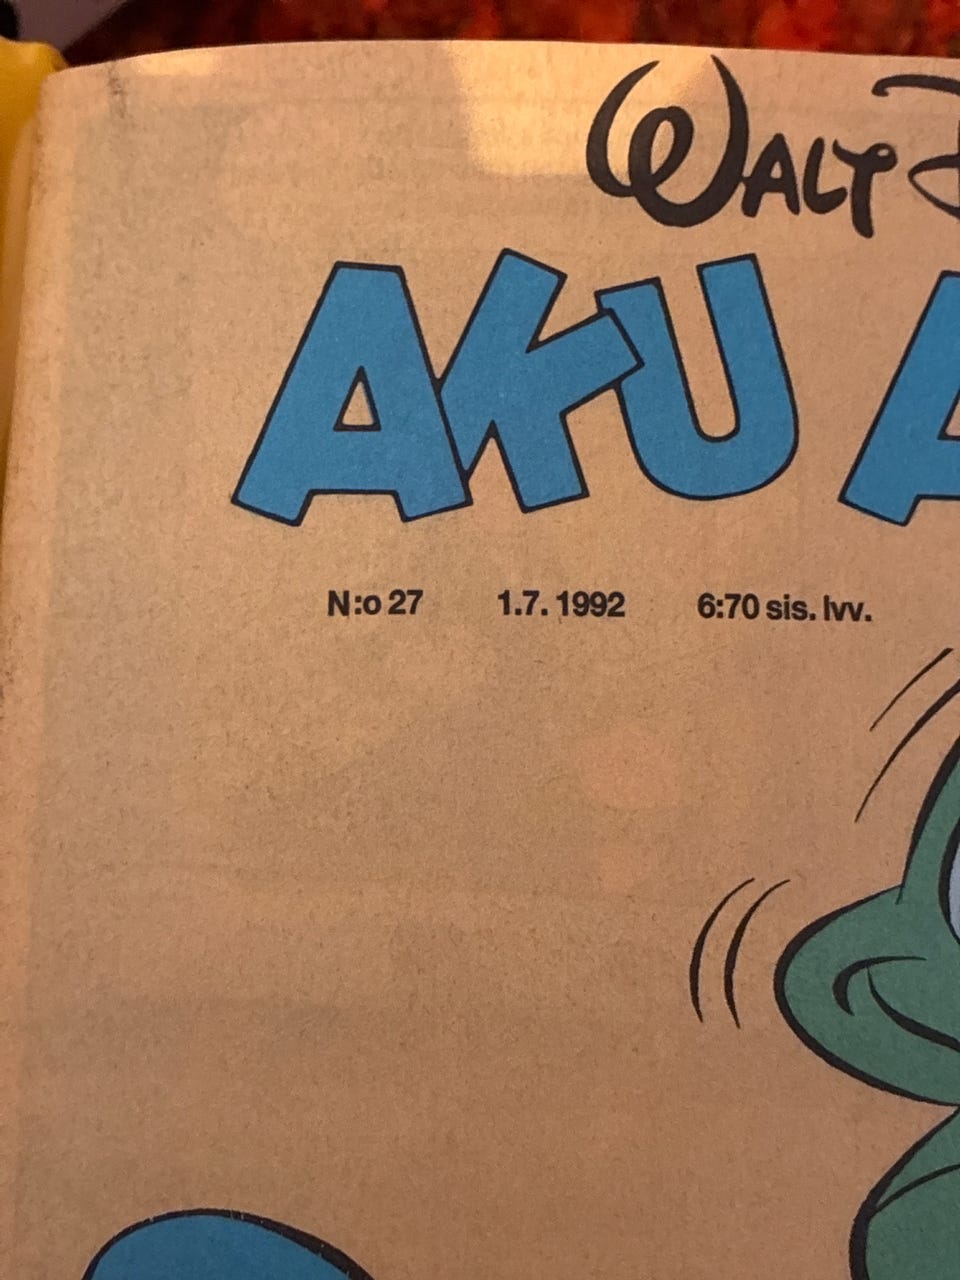 WALT
AKU A
N:o 27 1.7. 1992 6:70 sis. lvv.